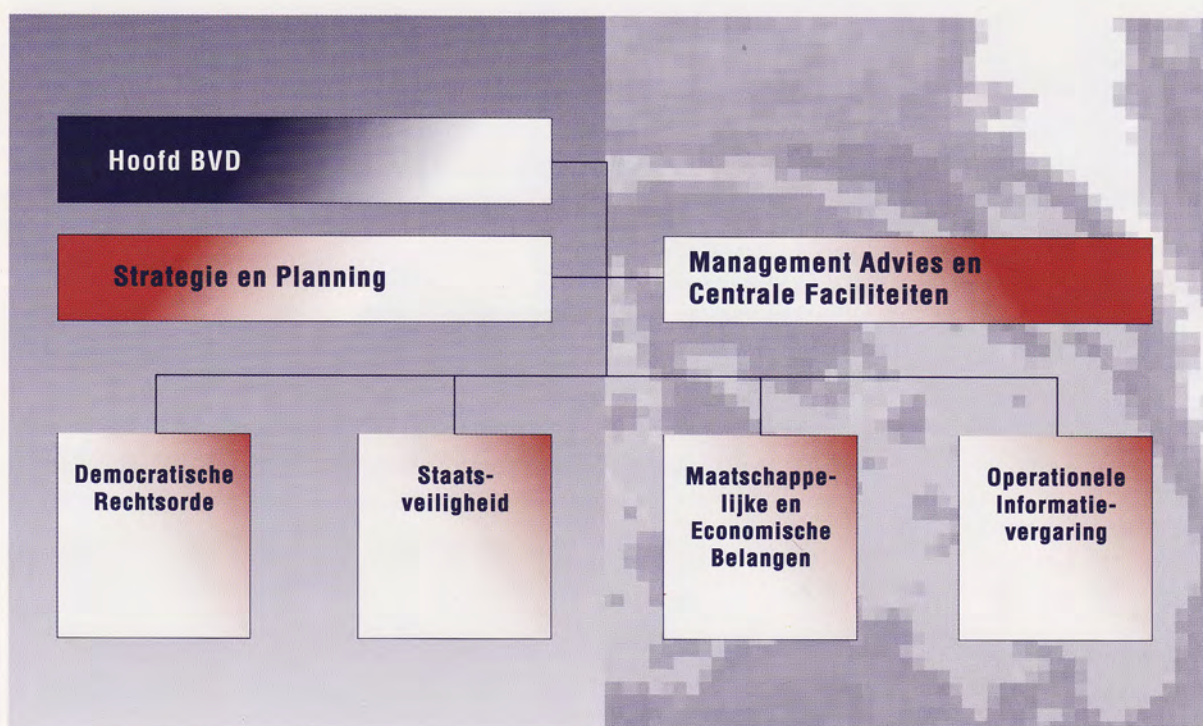 Hoofd BVD
Strategie en Planning
Management Advies en
Centrale Faciliteiten
Democratische
Rechtsorde
Staats-
veiligheid
Maatschappe-
lijke en
Economische
Belangen
Operationele
Informatie-
vergaring